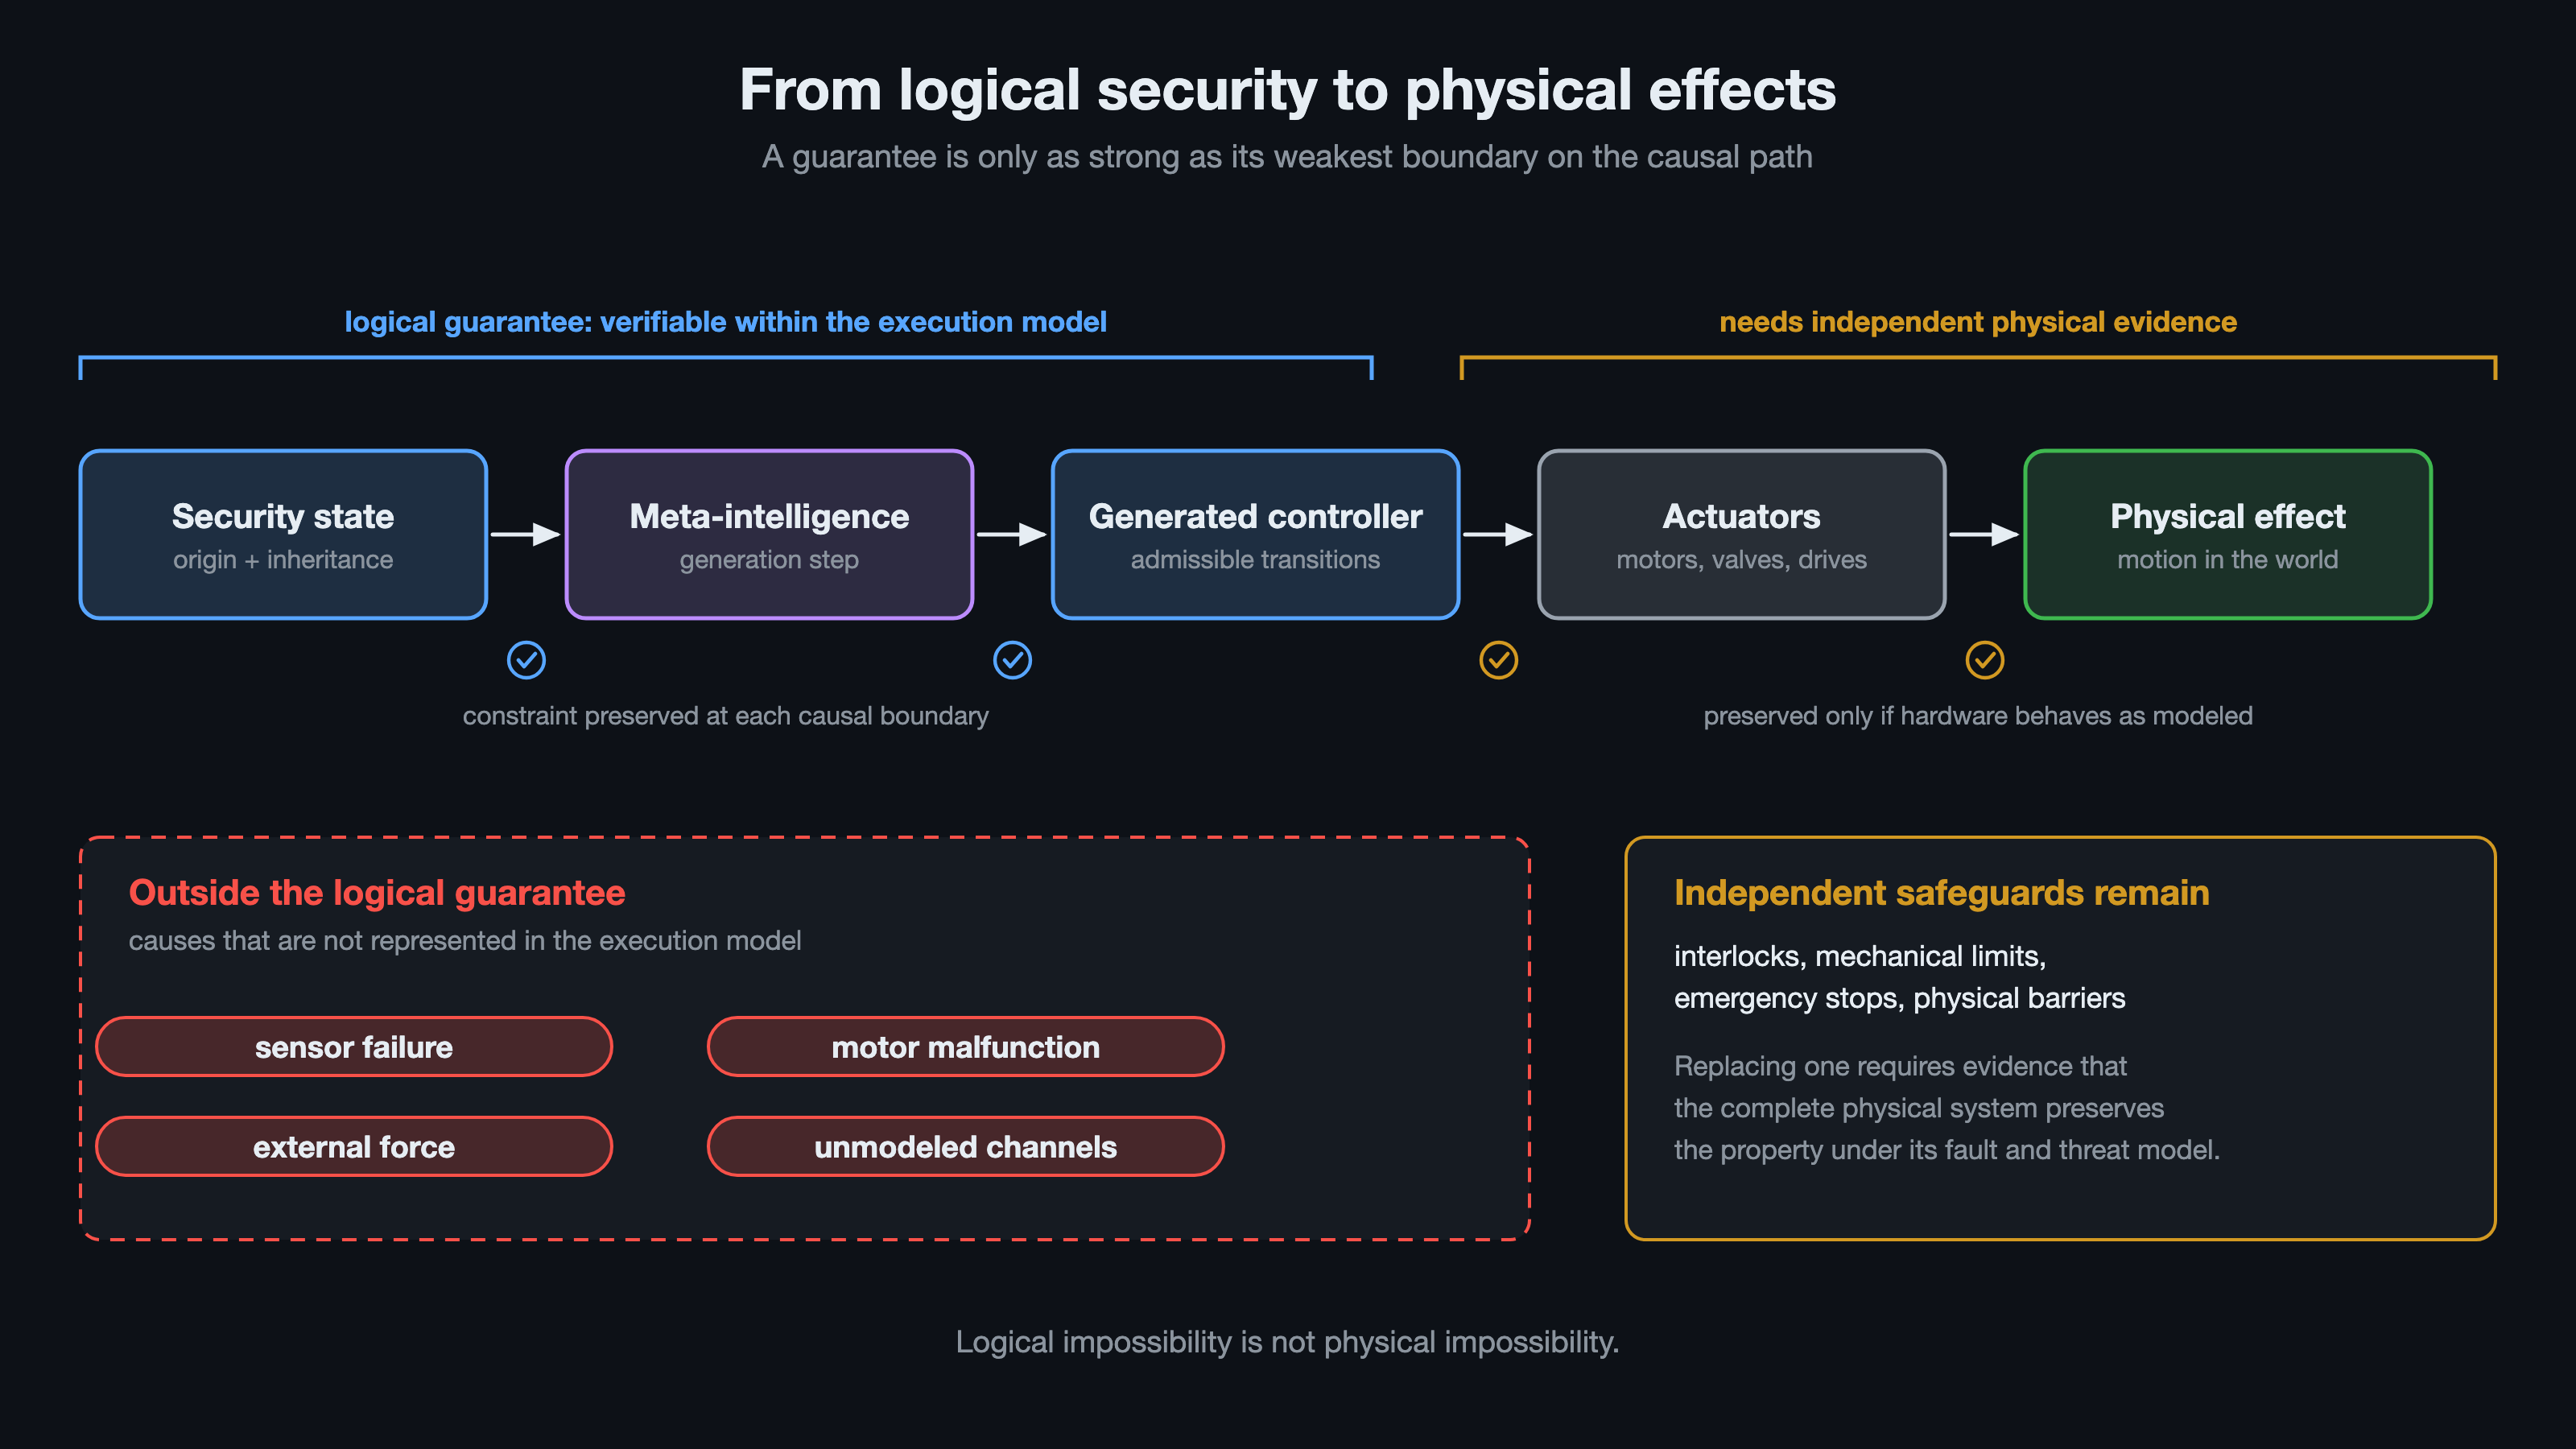 From logical security to physical effects
A guarantee is only as strong as its weakest boundary on the causal path
logical guarantee: verifiable within the execution model
needs independent physical evidence
Security state
origin + inheritance
Meta-intelligence
generation step
Generated controller
admissible transitions
Actuators
motors, valves, drives
Physical effect
motion in the world
constraint preserved at each causal boundary
preserved only if hardware behaves as modeled
Outside the logical guarantee
causes that are not represented in the execution model
sensor failure
motor malfunction
external force
unmodeled channels
Independent safeguards remain
interlocks, mechanical limits,
emergency stops, physical barriers
Replacing one requires evidence that
the complete physical system preserves
the property under its fault and threat model.
Logical impossibility is not physical impossibility.